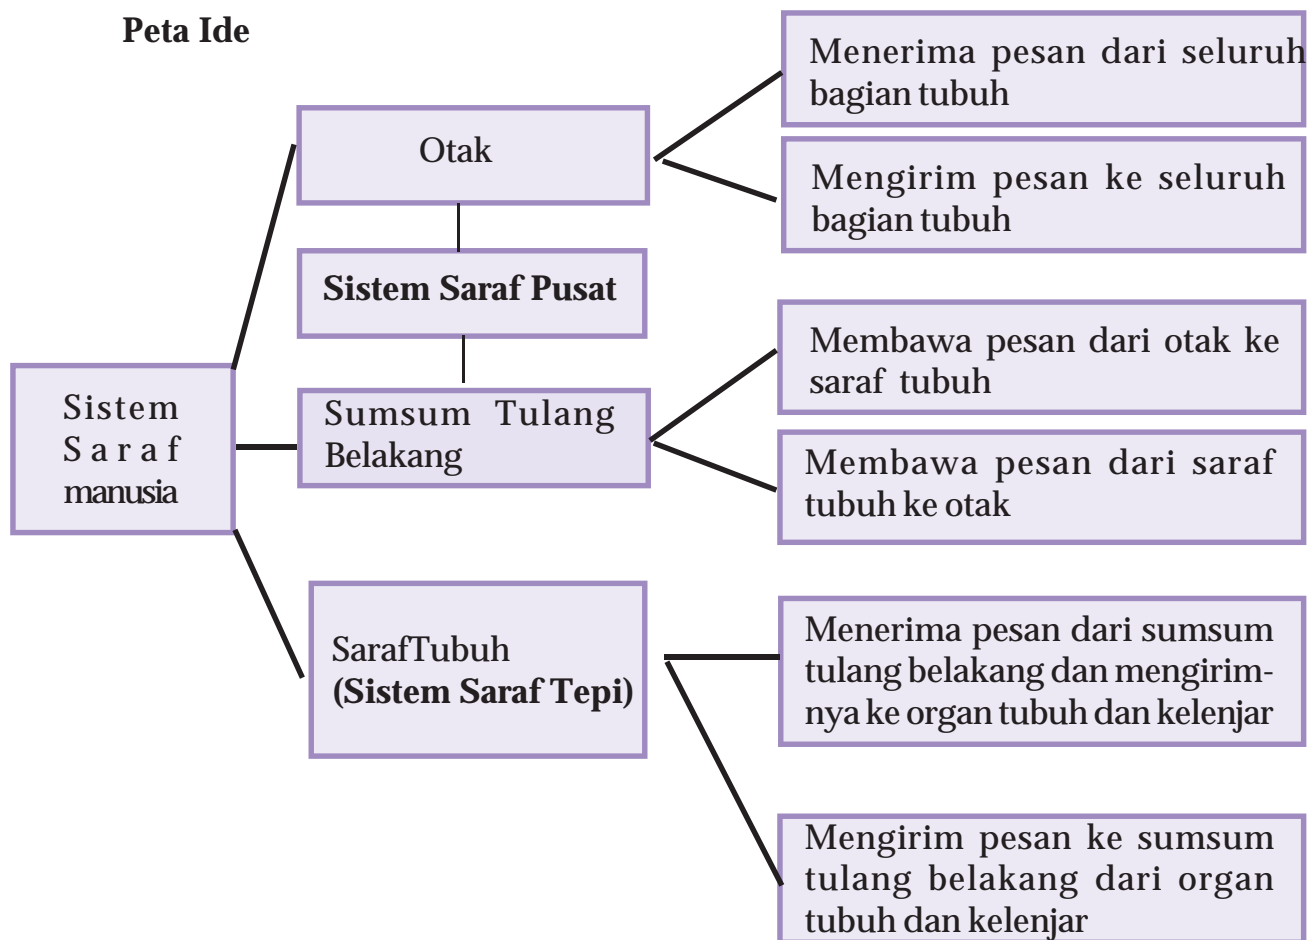 Peta Ide
Menerima pesan dari seluruh
bagian tubuh
Otak
Mengirim pesan ke seluruh
bagian tubuh
Sistem Saraf Pusat
Membawa pesan dari otak ke
saraf tubuh
Sistem
Saraf
manusia
Sumsum Tulang
Belakang
Membawa pesan dari saraf
tubuh ke otak
SarafTubuh
(Sistem Saraf Tepi)
Menerima pesan dari sumsum
tulang belakang dan mengirim-
nya ke organ tubuh dan kelenjar
Mengirim pesan ke sumsum
tulang belakang dari organ
tubuh dan kelenjar